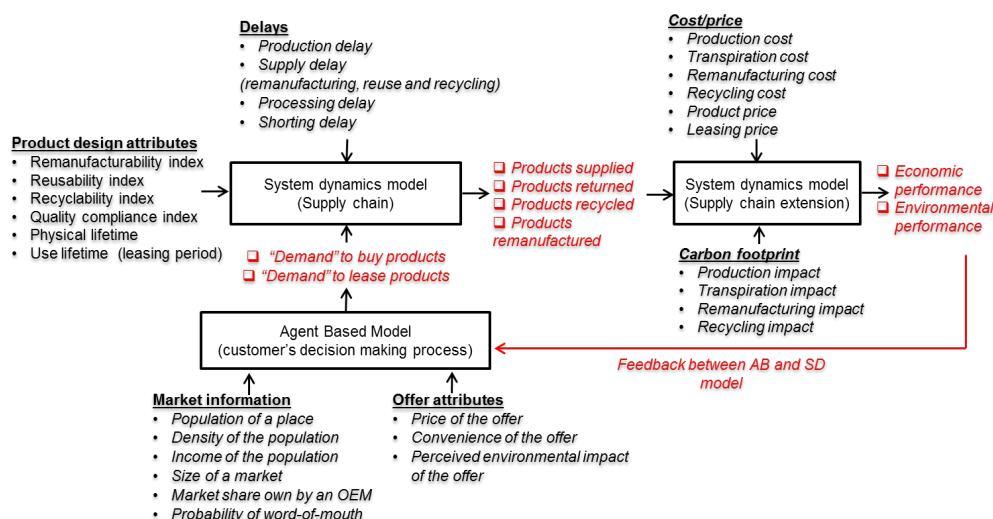 Delays
• Production delay
• Supply delay
(remanufacturing, reuse and recycling)
• Processing delay
• Shorting delay
Cost/price
• Production cost
• Transpiration cost
• Remanufacturing cost
• Recycling cost
• Product price
• Leasing price
Product design attributes
• Remanufacturability index
• Reusability index
• Recyclability index
• Quality compliance index
• Physical lifetime
• Use lifetime (leasing period)
System dynamics model
(Supply chain)
❑ Products supplied
❑ Products returned
❑ Products recycled
❑ Products
remanufactured
System dynamics model
(Supply chain extension)
❑ Economic
performance
❑ Environmental
performance
❑ “Demand” to buy products
❑ “Demand” to lease products
Carbon footprint
• Production impact
• Transpiration impact
• Remanufacturing impact
• Recycling impact
Agent Based Model
(customer’s decision making process)
Feedback between AB and SD
model
Market information
• Population of a place
• Density of the population
• Income of the population
• Size of a market
• Market share own by an OEM
• Probability of word-of-mouth
Offer attributes
• Price of the offer
• Convenience of the offer
• Perceived environmental impact
of the offer